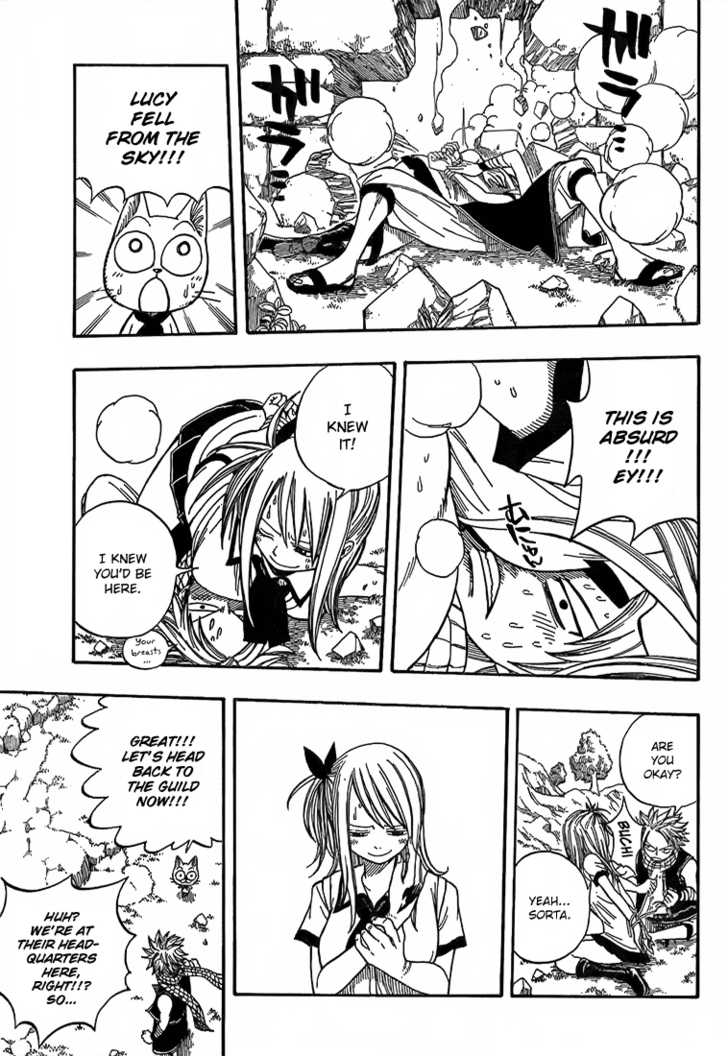 LUCY
FELL
FROM THE
SKY!!!
THIS IS
ABSURD
!!!
EY!!!
I
KNEW
IT!
I KNEW
YOU'D BE
HERE.
Your
breasts
...
ARE
YOU
OKAY?
BUCHI
YEAH...
SORTA.
GREAT!!!
LET'S HEAD
BACK TO
THE GUILD
NOW!!!
HUH?
WE'RE AT
THEIR HEAD-
QUARTERS
HERE,
RIGHT!!?
SO...